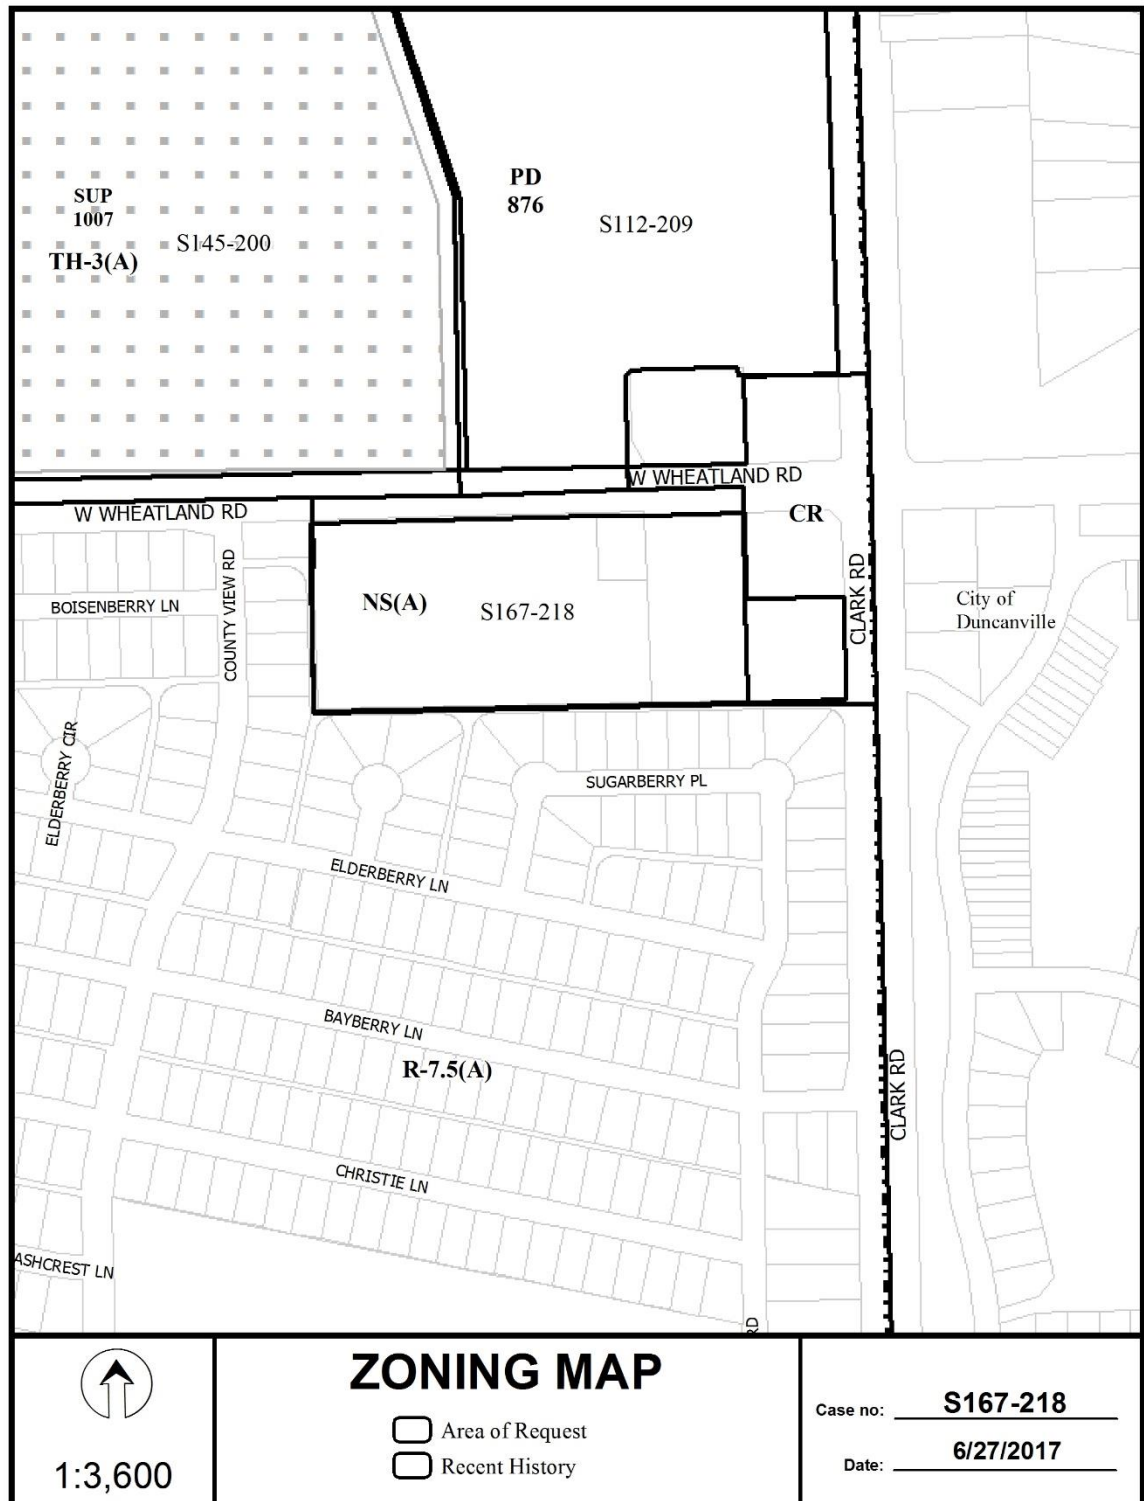 SUP
1007
TH-3(A)
S145-200
PD
876
S112-209
W WHEATLAND RD
W WHEATLAND RD
CR
BOISENBERRY LN
COUNTY VIEW RD
NS(A)
S167-218
CLARK RD
City of
Duncanville
ELDERBERRY CIR
SUGARBERRY PL
ELDERBERRY LN
BAYBERRY LN
R-7.5(A)
CLARK RD
CHRISTIE LN
ASHCREST LN
RD
1:3,600
ZONING MAP
Area of Request
Recent History
Case no: S167-218
Date: 6/27/2017